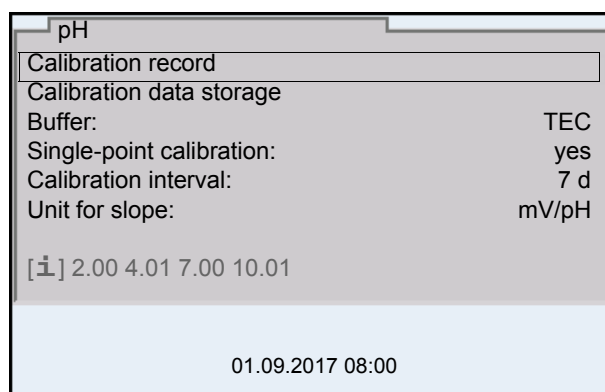 pH
Calibration record
Calibration data storage
Buffer: TEC
Single-point calibration: yes
Calibration interval: 7 d
Unit for slope: mV/pH
[i] 2.00 4.01 7.00 10.01
01.09.2017 08:00